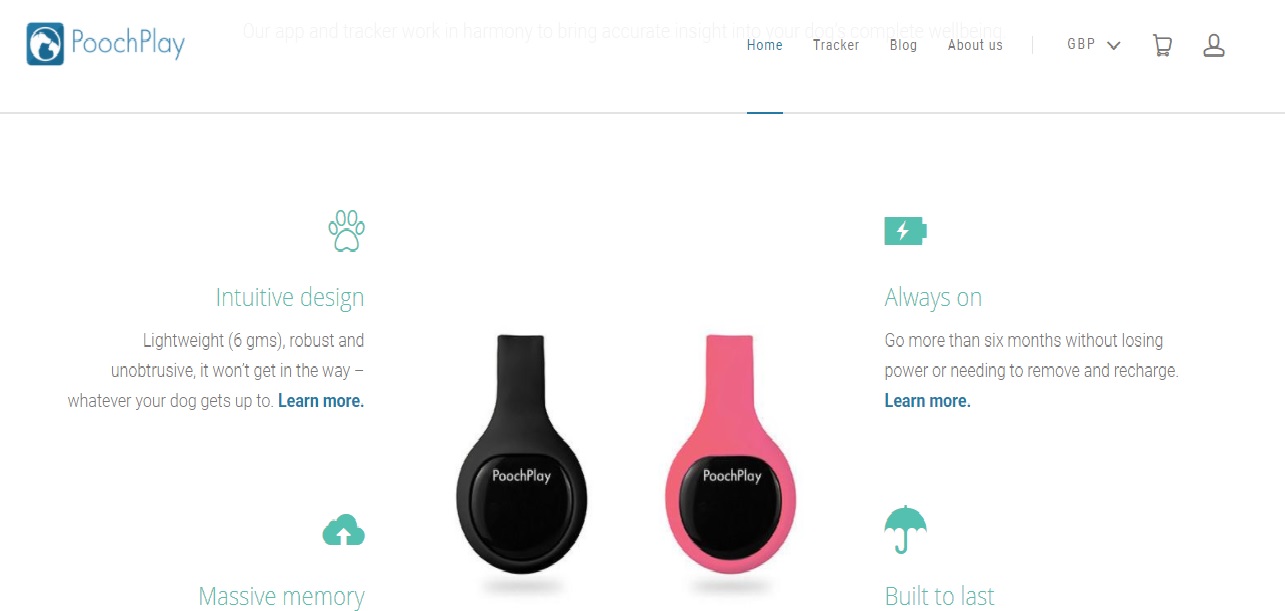 PoochPlay
Our app and tracker work in harmony to bring accurate insight into your dog's complete wellbeing
Home
Tracker
Blog
About us
GBP
Intuitive design
Lightweight (6 gms), robust and
unobtrusive, it won't get in the way –
whatever your dog gets up to. Learn more.
Always on
Go more than six months without losing
power or needing to remove and recharge.
Learn more.
PoochPlay
PoochPlay
Massive memory
Built to last